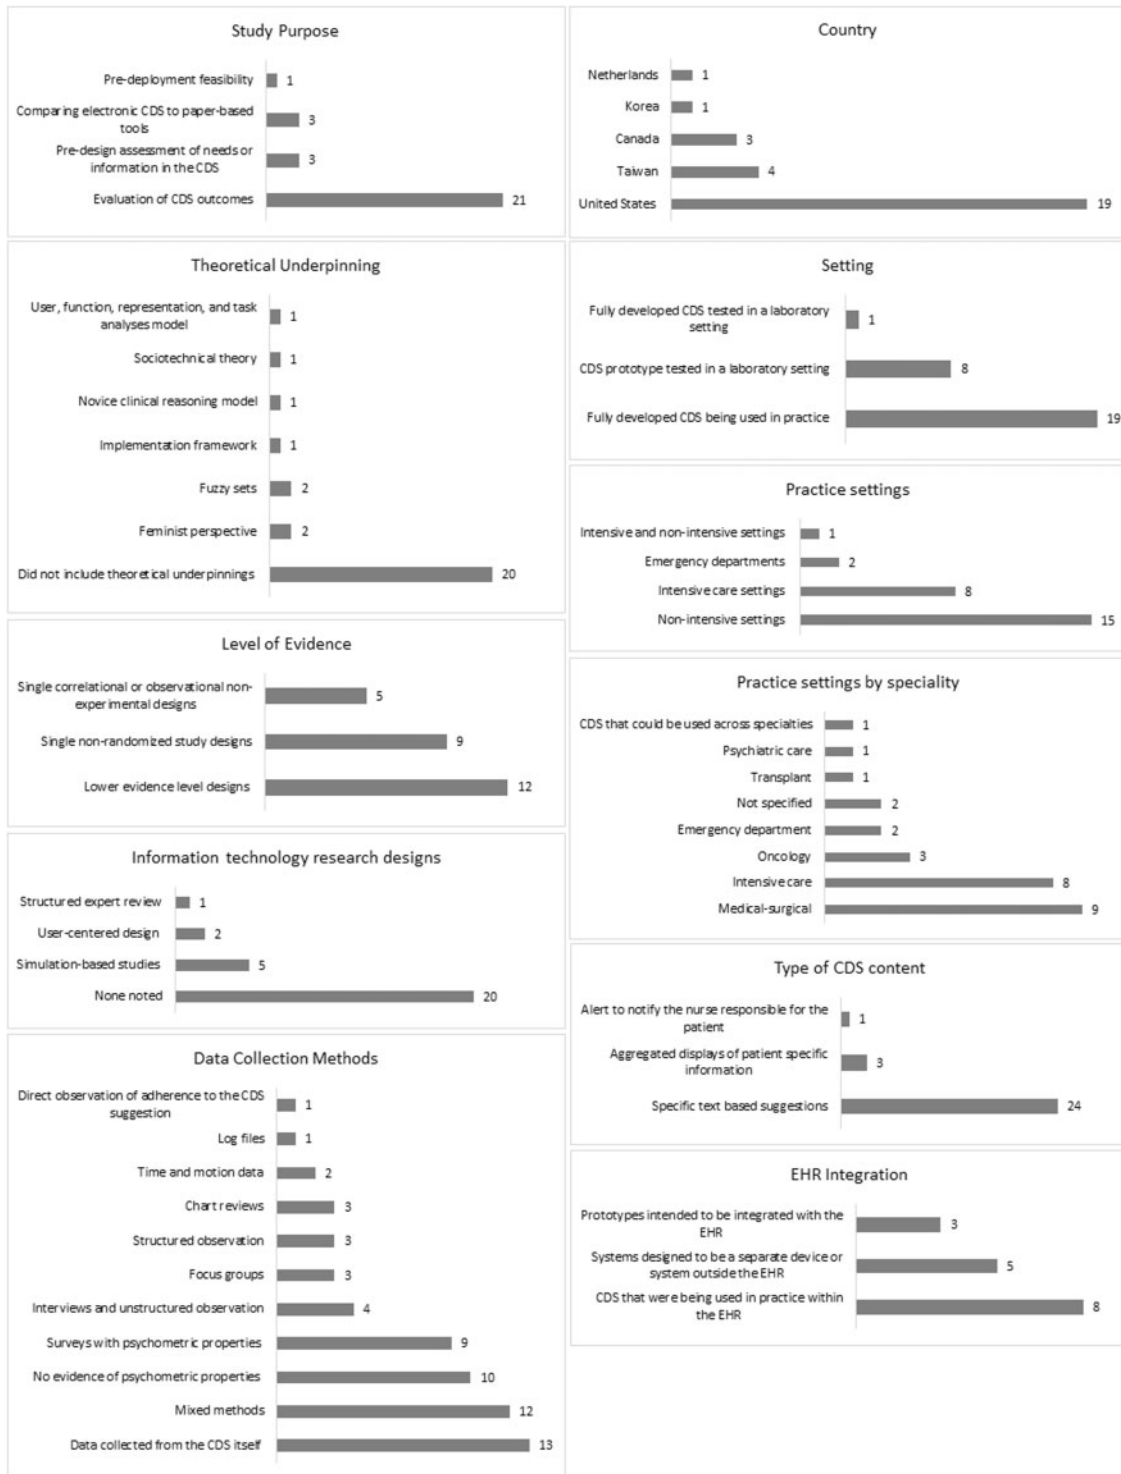 Study Purpose
Pre-deployment feasibility
1
Comparing electronic CDS to paper-based
tools
3
Pre-design assessment of needs or
information in the CDS
3
Evaluation of CDS outcomes
21
Theoretical Underpinning
User, function, representation, and task
analyses model
1
Sociotechnical theory
1
Novice clinical reasoning model
1
Implementation framework
1
Fuzzy sets
2
Feminist perspective
2
Did not include theoretical underpinnings
20
Level of Evidence
Single correlational or observational non-
experimental designs
5
Single non-randomized study designs
9
Lower evidence level designs
12
Information technology research designs
Structured expert review
1
User-centered design
2
Simulation-based studies
5
None noted
20
Data Collection Methods
Direct observation of adherence to the CDS
suggestion
1
Log files
1
Time and motion data
2
Chart reviews
3
Structured observation
3
Focus groups
3
Interviews and unstructured observation
4
Surveys with psychometric properties
9
No evidence of psychometric properties
10
Mixed methods
12
Data collected from the CDS itself
13
Country
Netherlands
1
Korea
1
Canada
3
Taiwan
4
United States
19
Setting
Fully developed CDS tested in a laboratory
setting
1
CDS prototype tested in a laboratory setting
8
Fully developed CDS being used in practice
19
Practice settings
Intensive and non-intensive settings
1
Emergency departments
2
Intensive care settings
8
Non-intensive settings
15
Practice settings by speciality
CDS that could be used across specialties
1
Psychiatric care
1
Transplant
1
Not specified
2
Emergency department
2
Oncology
3
Intensive care
8
Medical-surgical
9
Type of CDS content
Alert to notify the nurse responsible for the
patient
1
Aggregated displays of patient specific
information
3
Specific text based suggestions
24
EHR Integration
Prototypes intended to be integrated with the
EHR
3
Systems designed to be a separate device or
system outside the EHR
5
CDS that were being used in practice within
the EHR
8